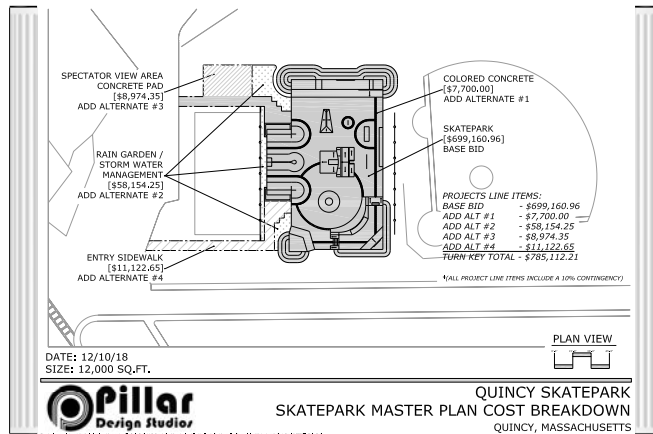 SPECTATOR VIEW AREA
CONCRETE PAD
[$8,974,35]
ADD ALTERNATE #3
RAIN GARDEN /
STORM WATER
MANAGEMENT
[$58,154.25]
ADD ALTERNATE #2
ENTRY SIDEWALK
[$11,122.65]
ADD ALTERNATE #4
COLORED CONCRETE
[$7,700.00]
ADD ALTERNATE #1
SKATEPARK
[$699,160.96]
BASE BID
PROJECTS LINE ITEMS:
BASE BID - $699,160.96
ADD ALT #1 - $7,700.00
ADD ALT #2 - $58,154.25
ADD ALT #3 - $8,974.35
ADD ALT #4 - $11,122.65
TURN KEY TOTAL - $785,112.21
*(ALL PROJECT LINE ITEMS INCLUDE A 10% CONTINGENCY)
PLAN VIEW
DATE: 12/10/18
SIZE: 12,000 SQ.FT.
Pillar
Design Studios
QUINCY SKATEPARK
SKATEPARK MASTER PLAN COST BREAKDOWN
QUINCY, MASSACHUSETTS